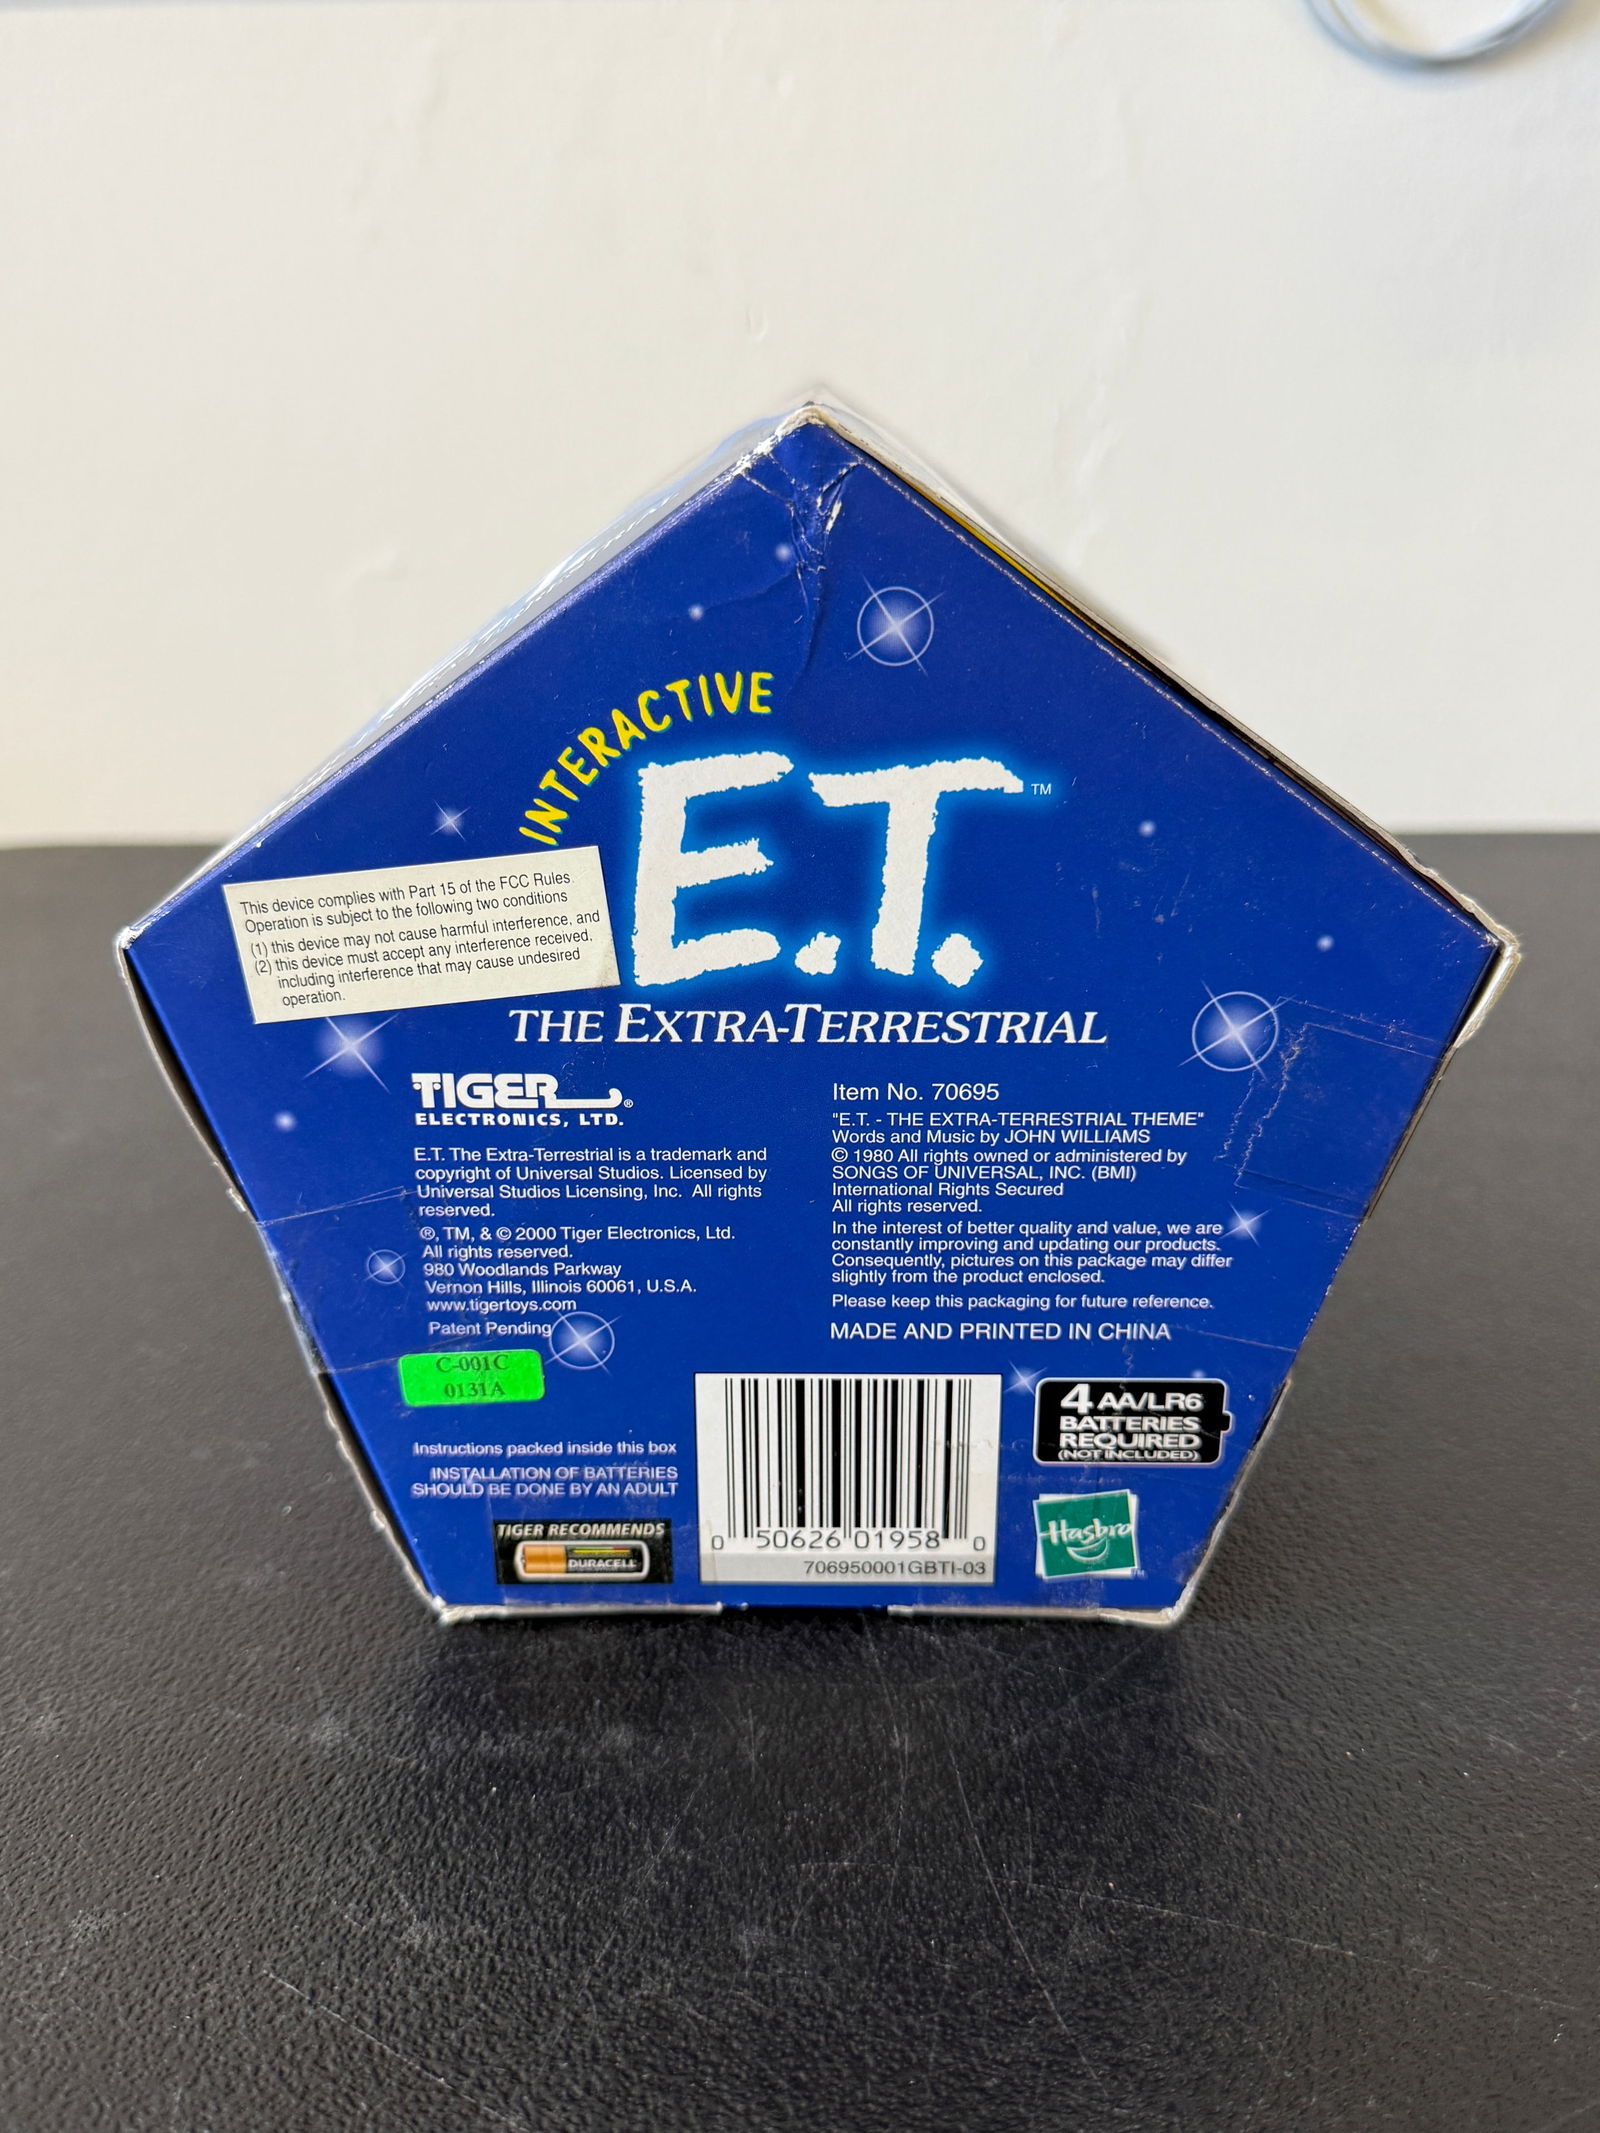 INTERACTIVE
E.T.™
THE EXTRA-TERRESTRIAL
This device complies with Part 15 of the FCC Rules.
Operation is subject to the following two conditions
(1) this device may not cause harmful interference, and
(2) this device must accept any interference received,
including interference that may cause undesired
operation.
TIGER®
ELECTRONICS, LTD.
E.T. The Extra-Terrestrial is a trademark and
copyright of Universal Studios. Licensed by
Universal Studios Licensing, Inc. All rights
reserved.
®, TM, & © 2000 Tiger Electronics, Ltd.
All rights reserved.
980 Woodlands Parkway
Vernon Hills, Illinois 60061, U.S.A.
www.tigertoys.com
Patent Pending
C-001C
0131A
Instructions packed inside this box
INSTALLATION OF BATTERIES
SHOULD BE DONE BY AN ADULT
TIGER RECOMMENDS
DURACELL
Item No. 70695
"E.T. - THE EXTRA-TERRESTRIAL THEME"
Words and Music by JOHN WILLIAMS
© 1980 All rights owned or administered by
SONGS OF UNIVERSAL, INC. (BMI)
International Rights Secured
All rights reserved.
In the interest of better quality and value, we are
constantly improving and updating our products.
Consequently, pictures on this package may differ
slightly from the product enclosed.
Please keep this packaging for future reference.
MADE AND PRINTED IN CHINA
0 50626 01958 0
706950001GBTI-03
4 AA/LR6
BATTERIES
REQUIRED
(NOT INCLUDED)
Hasbro